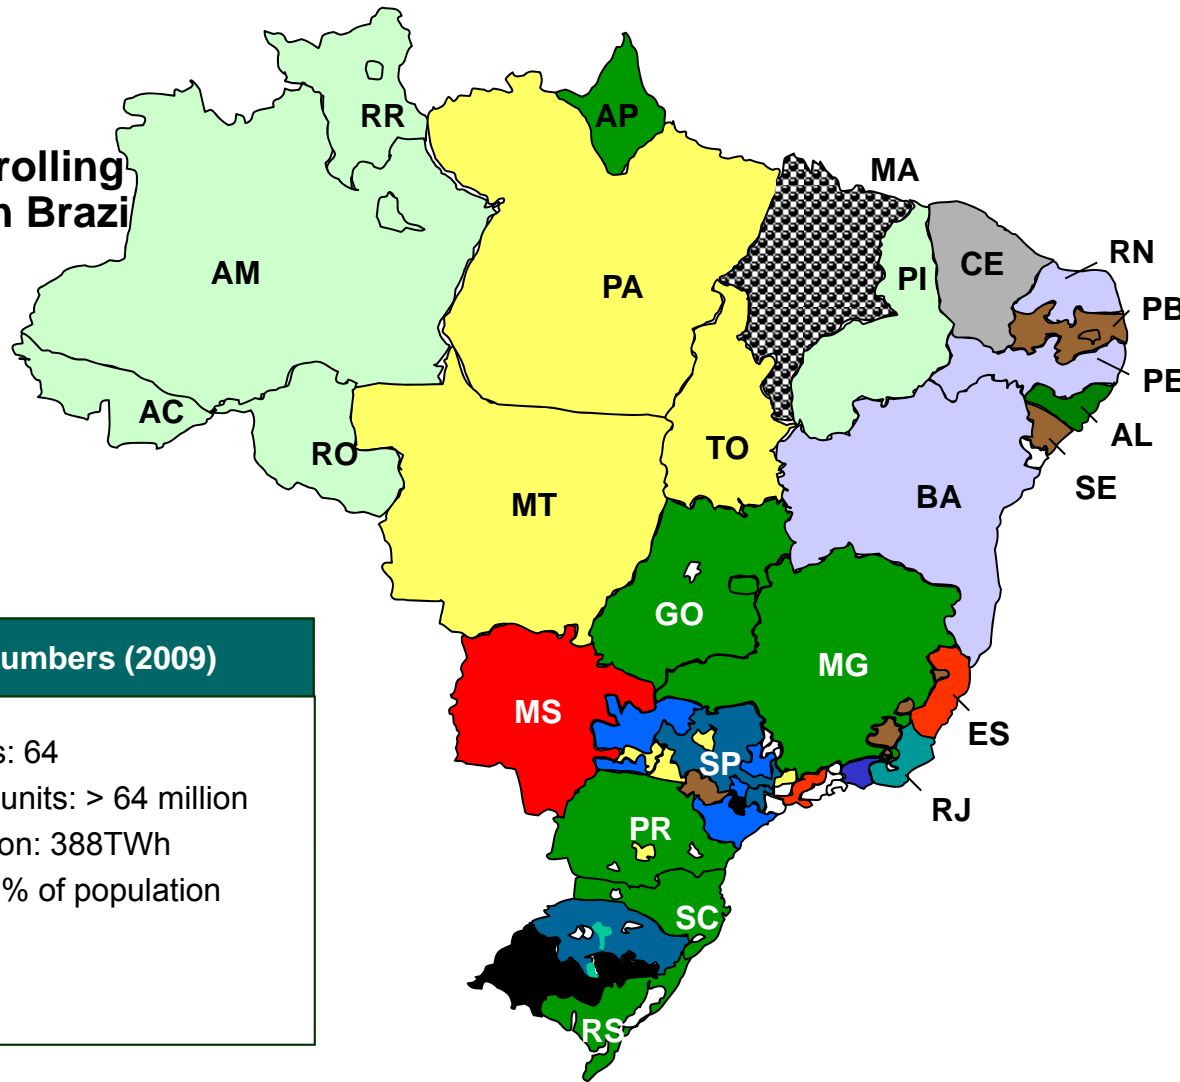 rolling
n Brazi
RR
AP
MA
AM
PA
PI
CE
RN
PB
PE
AC
RO
TO
AL
MT
BA
SE
GO
MG
MS
ES
SP
RJ
PR
SC
RS
umbers (2009)
s: 64
units: > 64 million
on: 388TWh
% of population